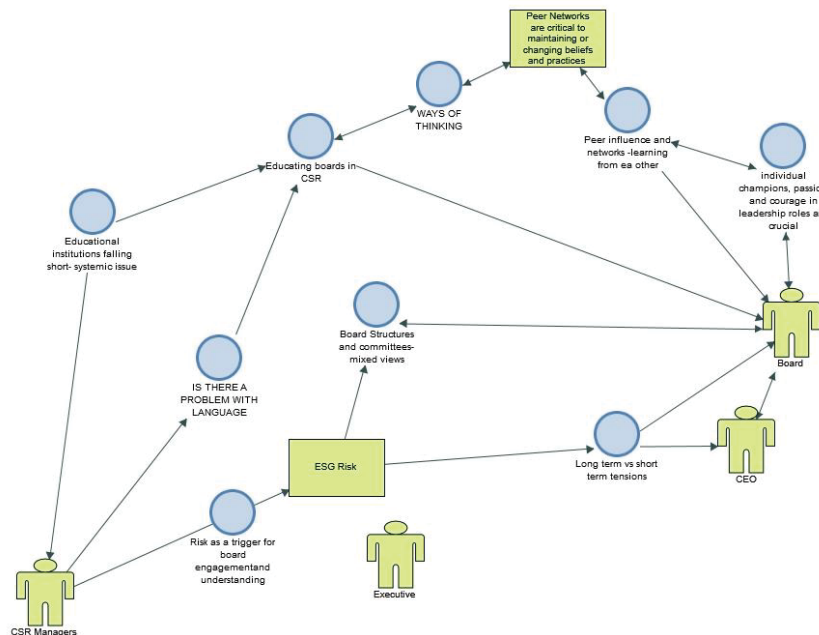 Peer Networks
are critical to
maintaining or
changing beliefs
and practices
WAYS OF
THINKING
Educating boards in
CSR
Peer influence and
networks -learning
from ea other
individual
champions, passio
and courage in
leadership roles a
crucial
Educational
institutions falling
short- systemic issue
Board Structures
and committees-
mixed views
Board
IS THERE A
PROBLEM WITH
LANGUAGE
ESG Risk
Long term vs short
term tensions
CEO
Risk as a trigger for
board
engagementand
understanding
Executive
CSR Managers